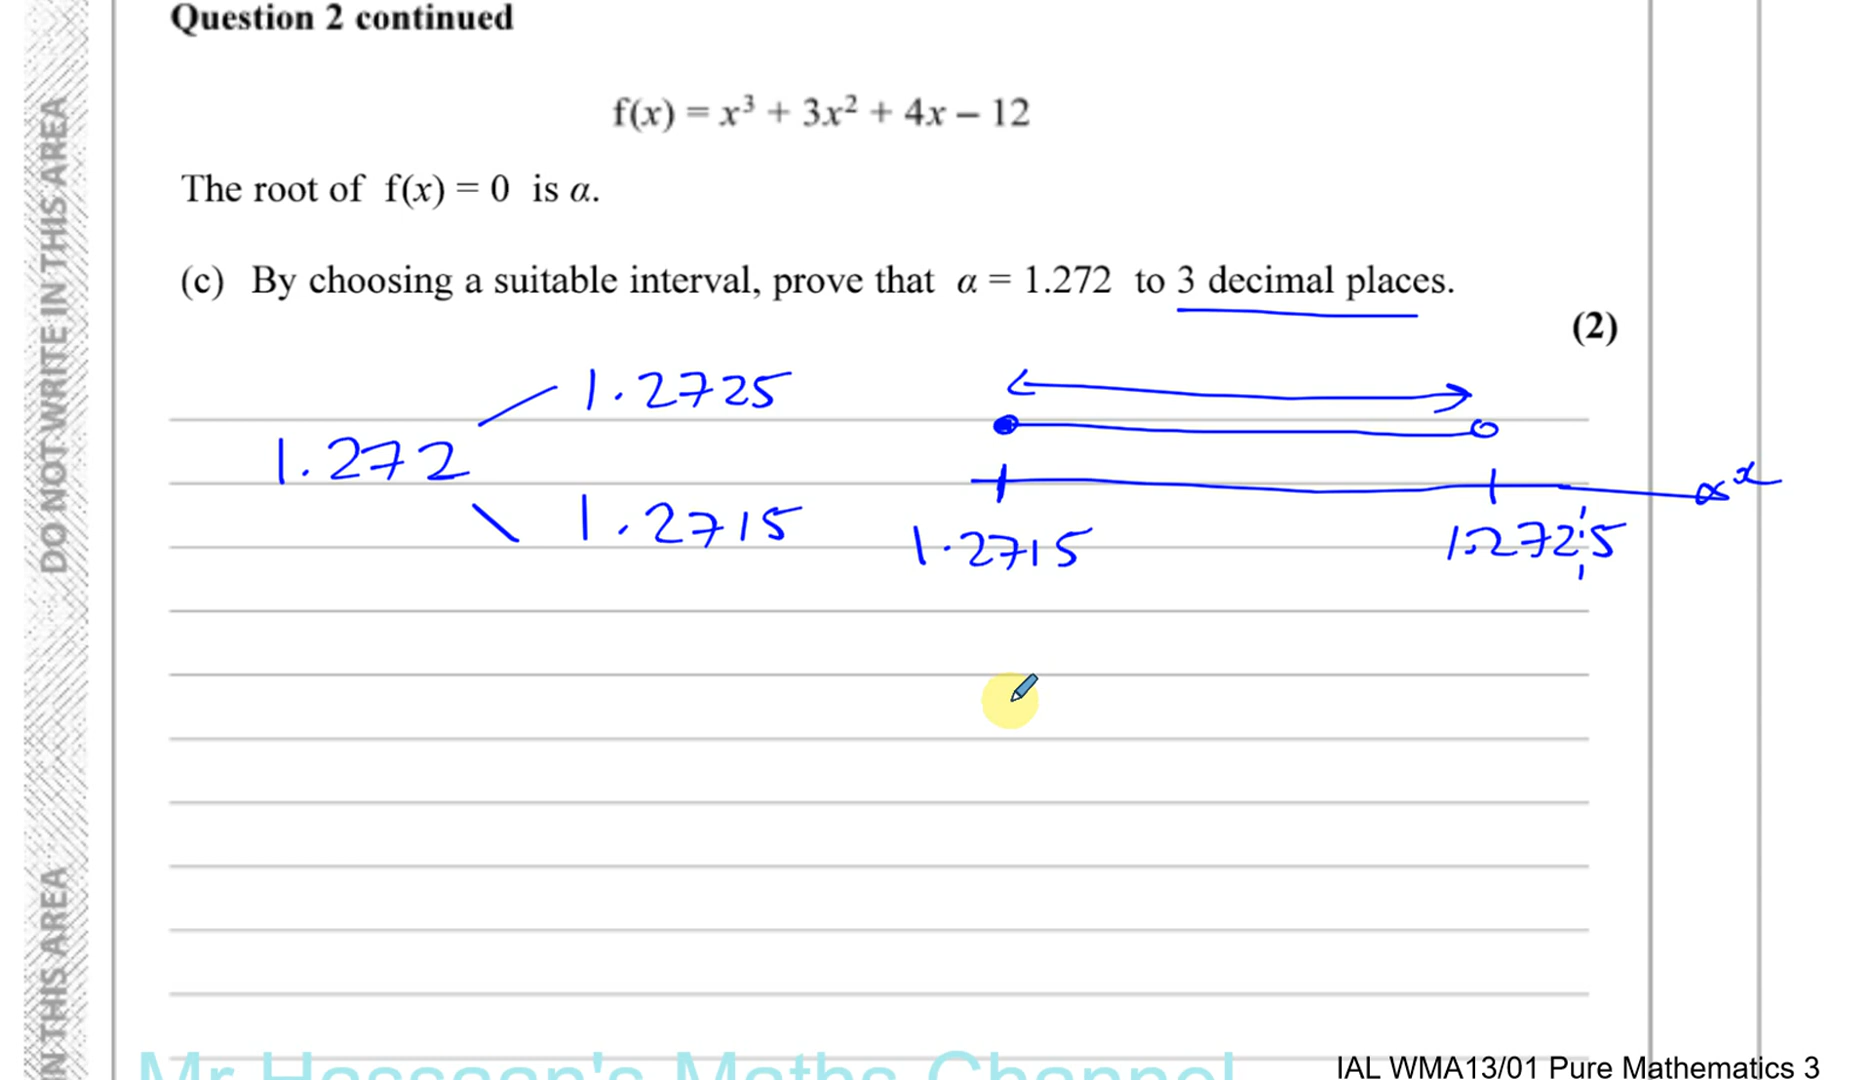 Question 2 continued
f(x) = x³ + 3x² + 4x – 12
The root of f(x) = 0 is α.
(c) By choosing a suitable interval, prove that α = 1.272 to 3 decimal places.
(2)
1.2725
1.272
1.2715
x
1.2715
1.2725
DO NOT WRITE IN THIS AREA
N THIS AREA
Mr Hassaan's Maths Channel
IAL WMA13/01 Pure Mathematics 3